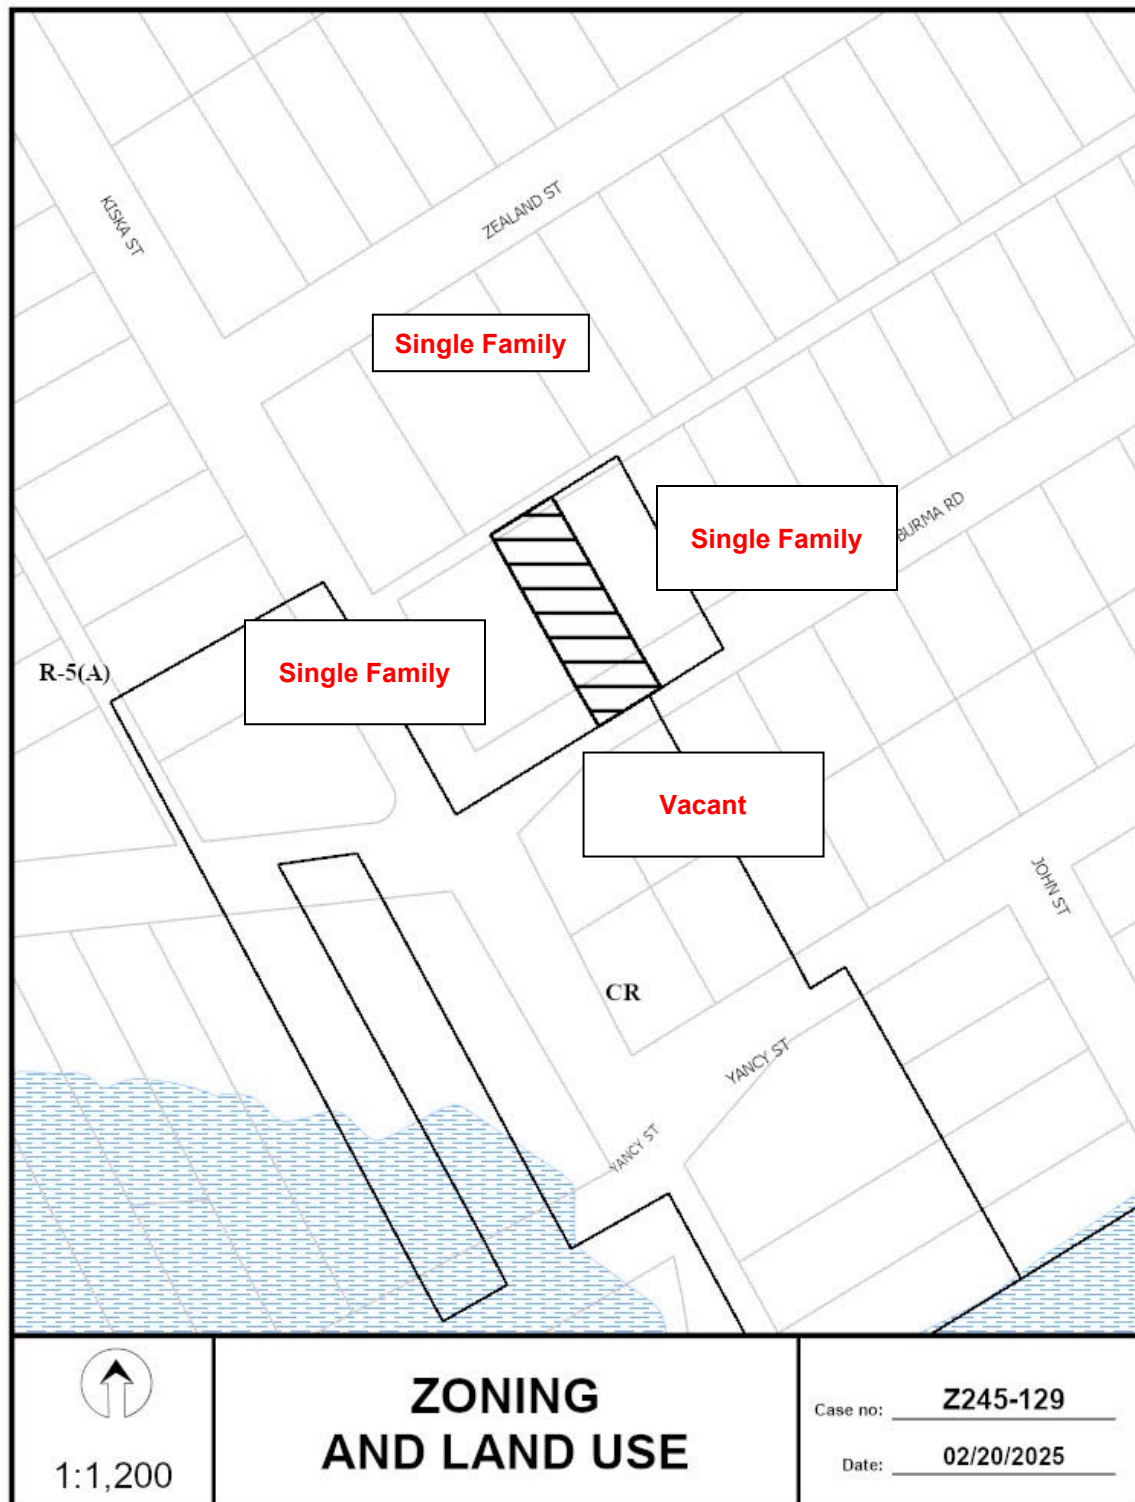 KISKA ST
ZEALAND ST
Single Family
Single Family
BURMA RD
Single Family
R-5(A)
Vacant
JOHN ST
CR
YANCY ST
YANCY ST
1:1,200
ZONING
AND LAND USE
Case no: Z245-129
Date: 02/20/2025